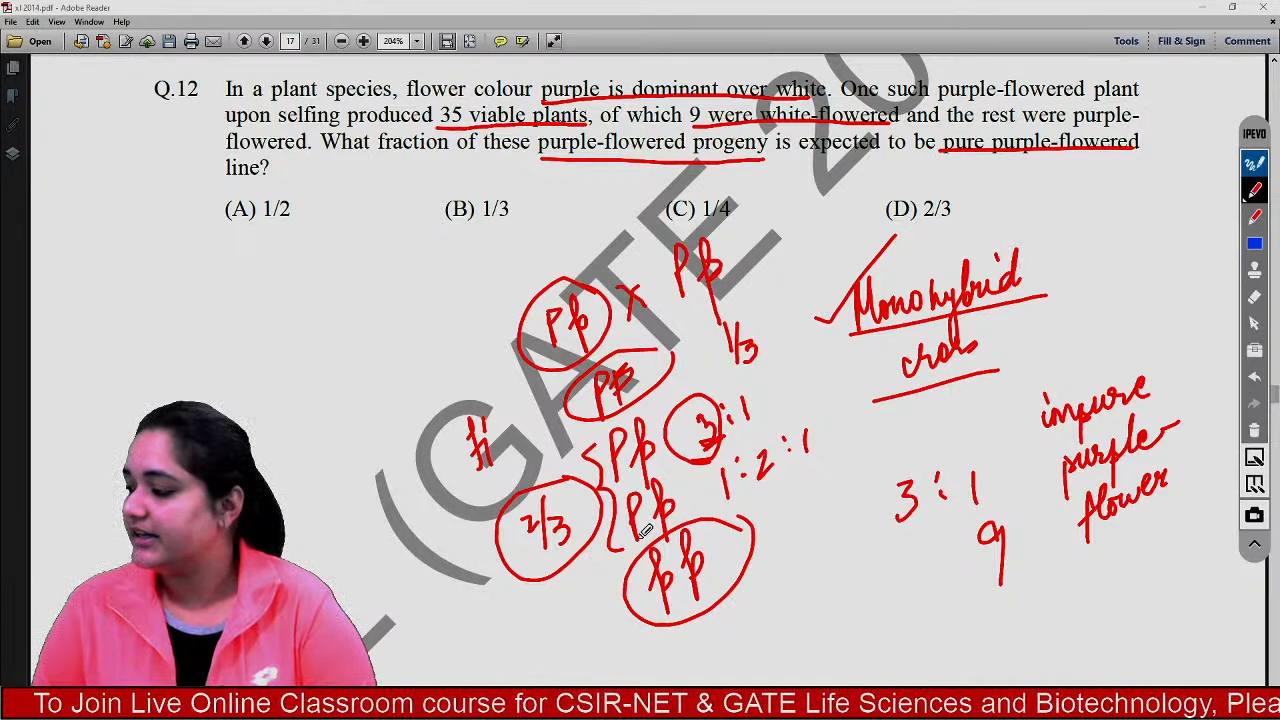 xl 2014.pdf - Adobe Reader
File Edit View Window Help
Open 17 / 31 204% Tools Fill & Sign Comment
Q.12 In a plant species, flower colour purple is dominant over white. One such purple-flowered plant
upon selfing produced 35 viable plants, of which 9 were white-flowered and the rest were purple-
flowered. What fraction of these purple-flowered progeny is expected to be pure purple-flowered
line?
(A) 1/2 (B) 1/3 (C) 1/4 (D) 2/3
IPEVO
(GATE 20
Pp x Pp
1/3
Monohybrid
cross
PP
Pp 3:1
1:2:1
Pp
2/3
pp
3:1
9
impure
purple
flower
To Join Live Online Classroom course for CSIR-NET & GATE Life Sciences and Biotechnology, Plea